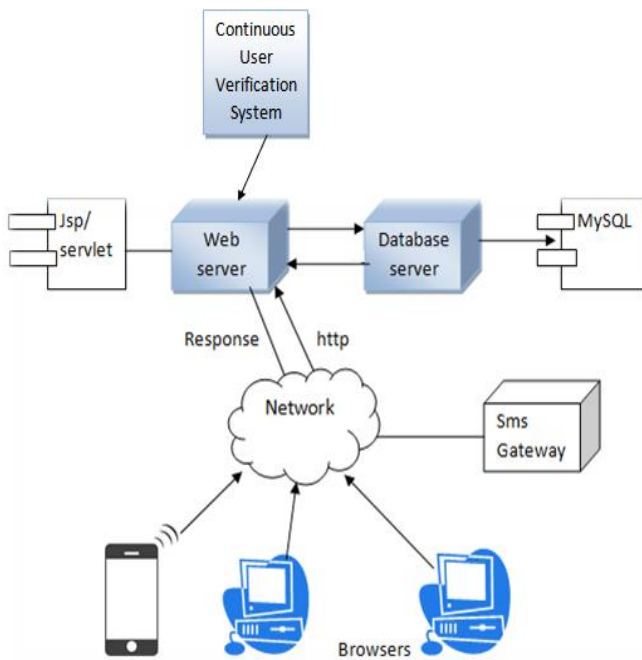 Continuous
User
Verification
System
Jsp/
servlet
Web
server
Database
server
MySQL
Response
http
Network
Sms
Gateway
Browsers